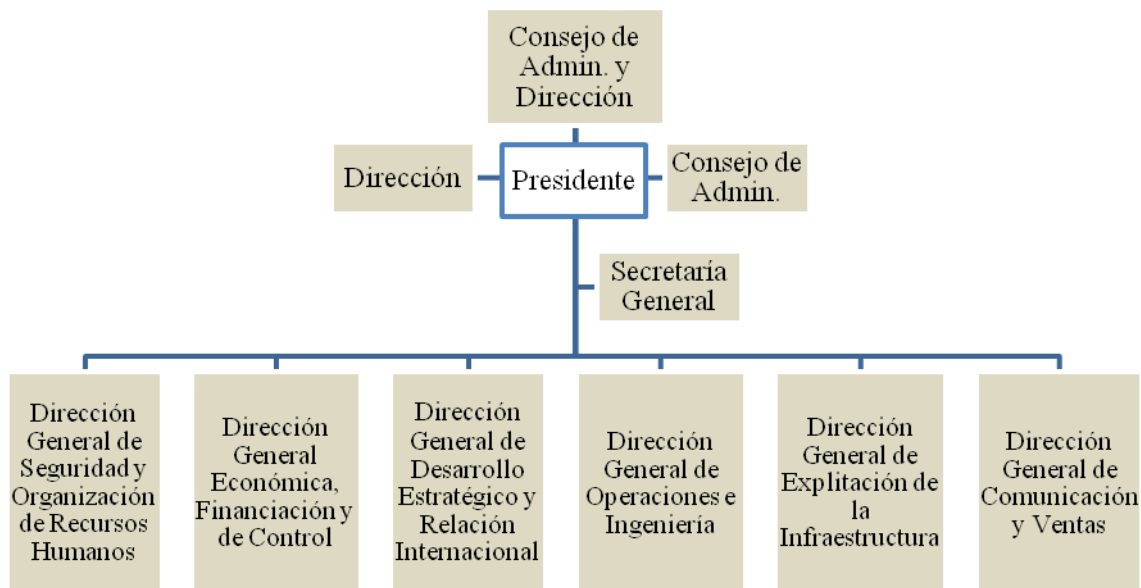 Consejo de
Admin. y
Dirección
Dirección
Presidente
Consejo de
Admin.
Secretaría
General
Dirección
General de
Seguridad y
Organización
de Recursos
Humanos
Dirección
General
Económica,
Financiación y
de Control
Dirección
General de
Desarrollo
Estratégico y
Relación
Internacional
Dirección
General de
Operaciones e
Ingeniería
Dirección
General de
Explitación de
la
Infraestructura
Dirección
General de
Comunicación
y Ventas